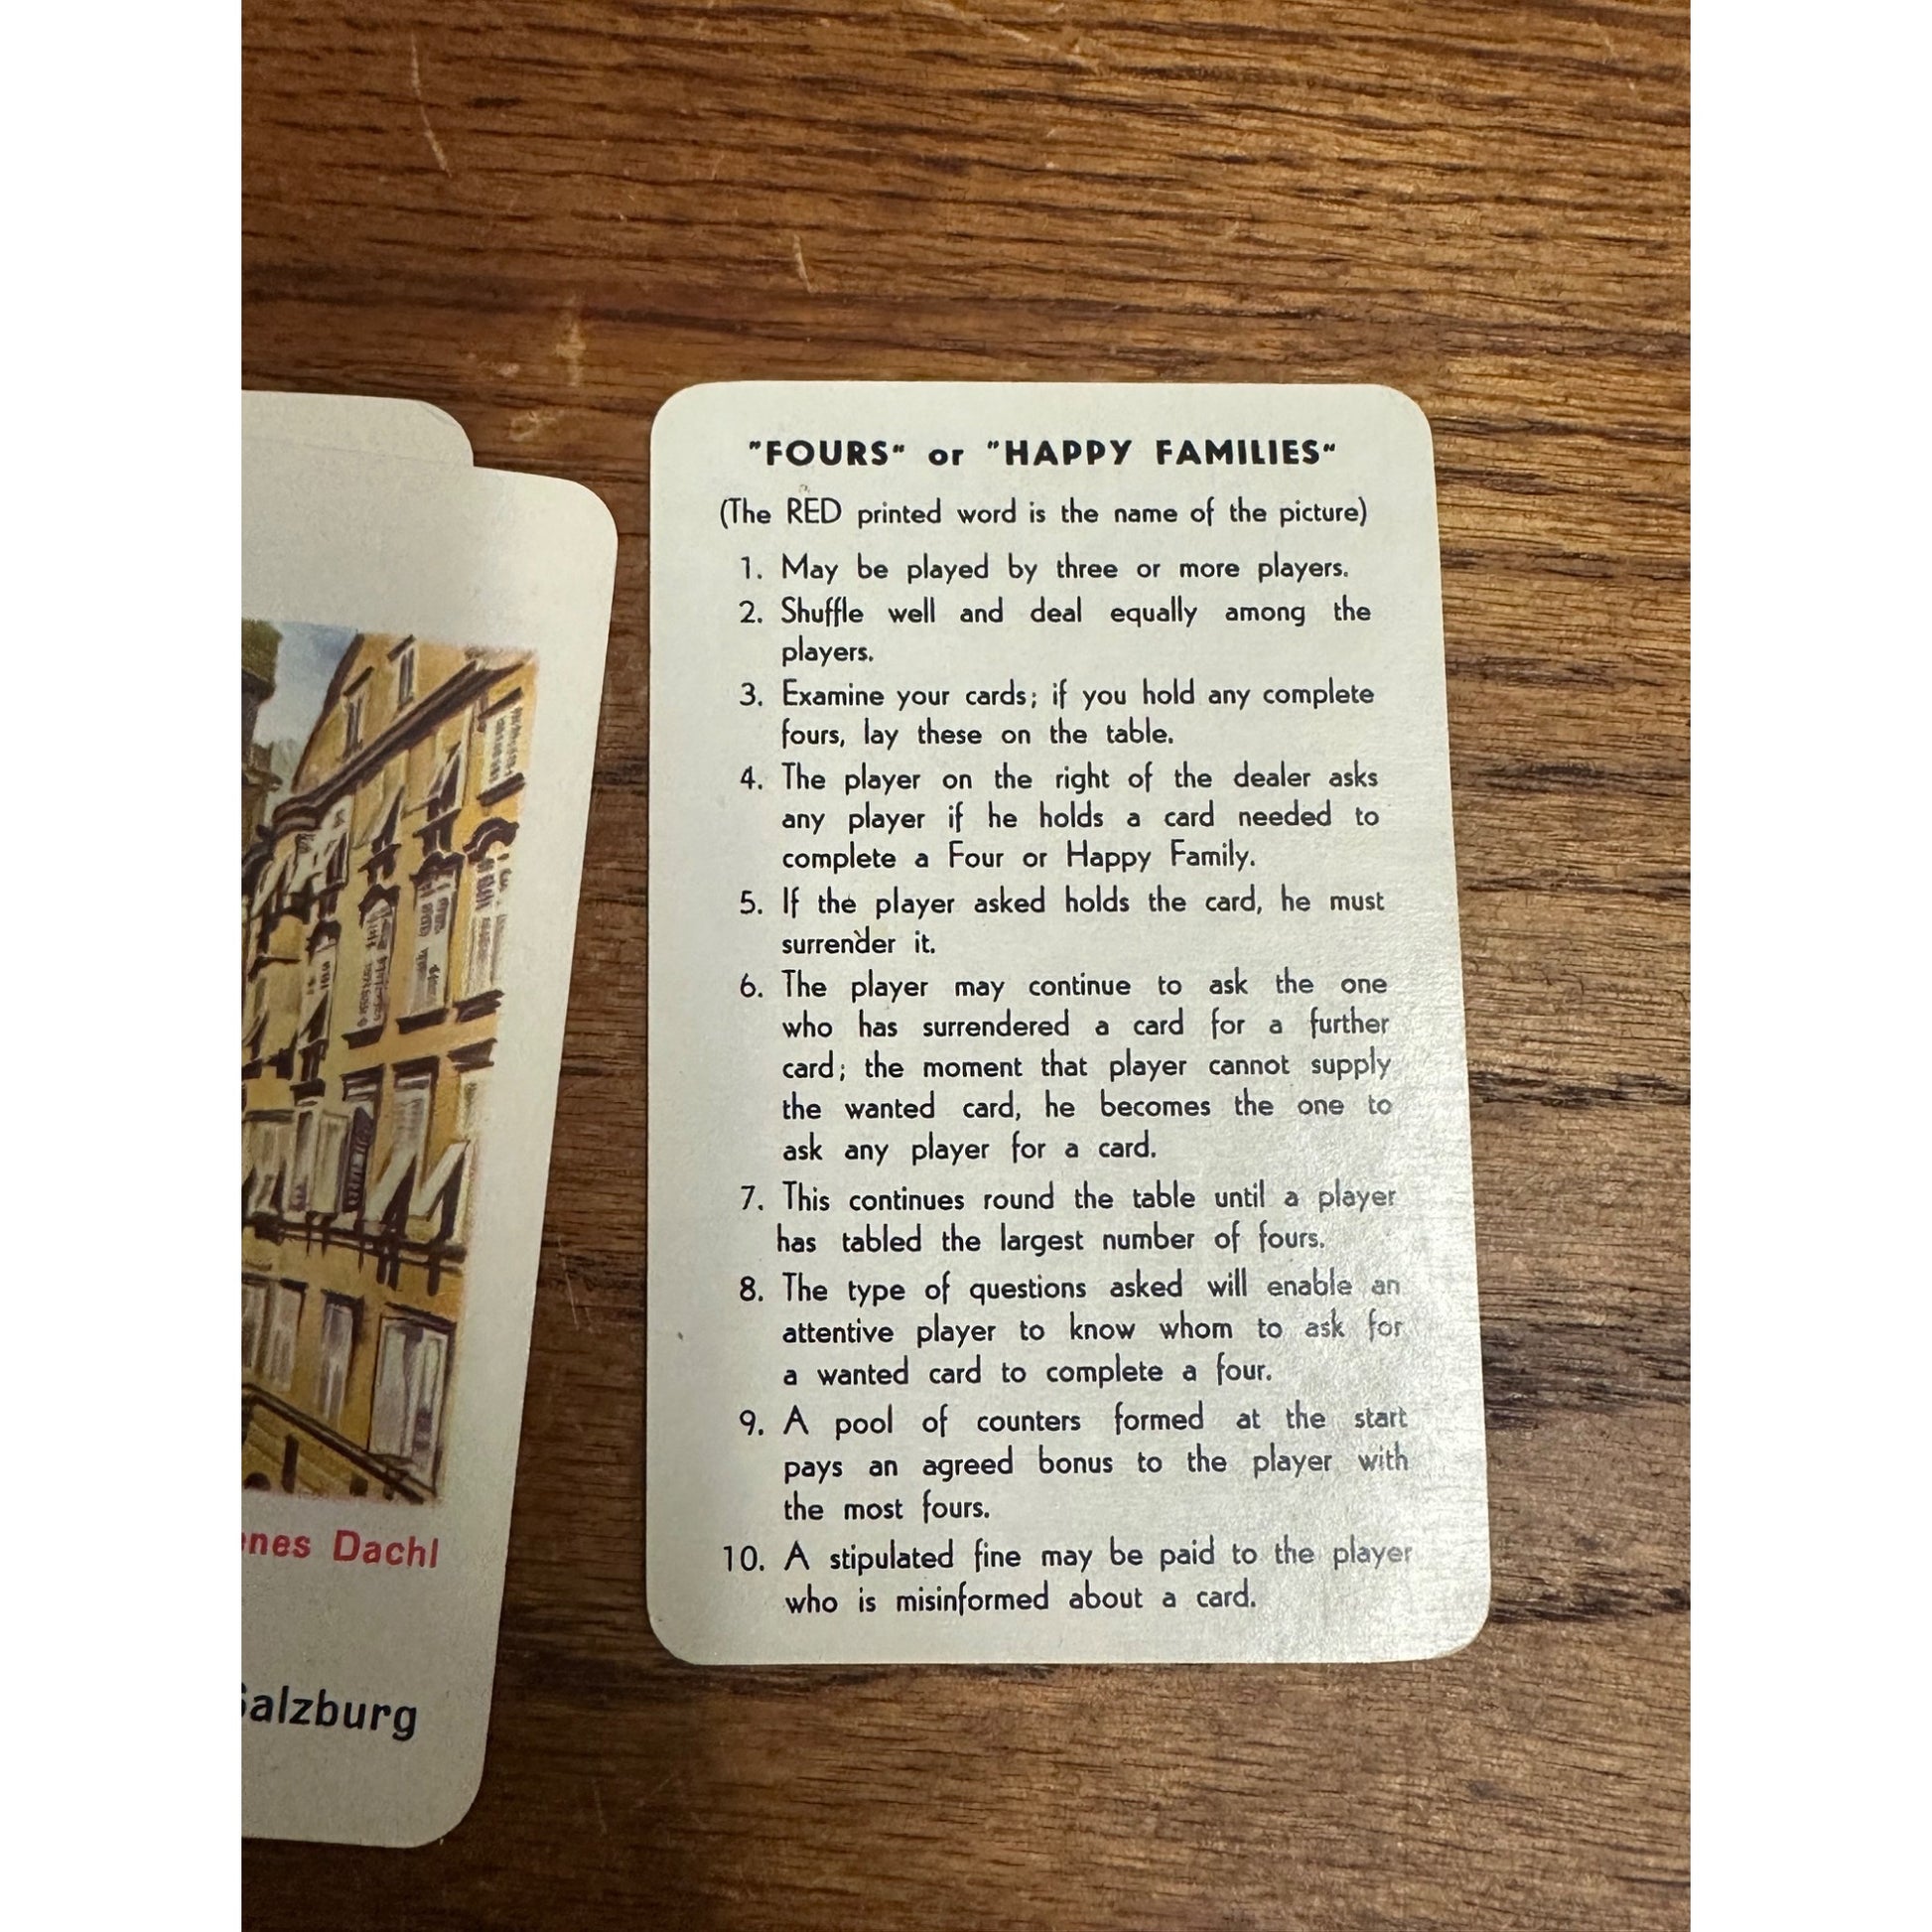 "FOURS" or "HAPPY FAMILIES"
(The RED printed word is the name of the picture)
1. May be played by three or more players.
2. Shuffle well and deal equally among the
players.
3. Examine your cards; if you hold any complete
fours, lay these on the table.
4. The player on the right of the dealer asks
any player if he holds a card needed to
complete a Four or Happy Family.
5. If the player asked holds the card, he must
surrender it.
6. The player may continue to ask the one
who has surrendered a card for a further
card; the moment that player cannot supply
the wanted card, he becomes the one to
ask any player for a card.
7. This continues round the table until a player
has tabled the largest number of fours.
8. The type of questions asked will enable an
attentive player to know whom to ask for
a wanted card to complete a four.
9. A pool of counters formed at the start
pays an agreed bonus to the player with
the most fours.
10. A stipulated fine may be paid to the player
who is misinformed about a card.
Dachl